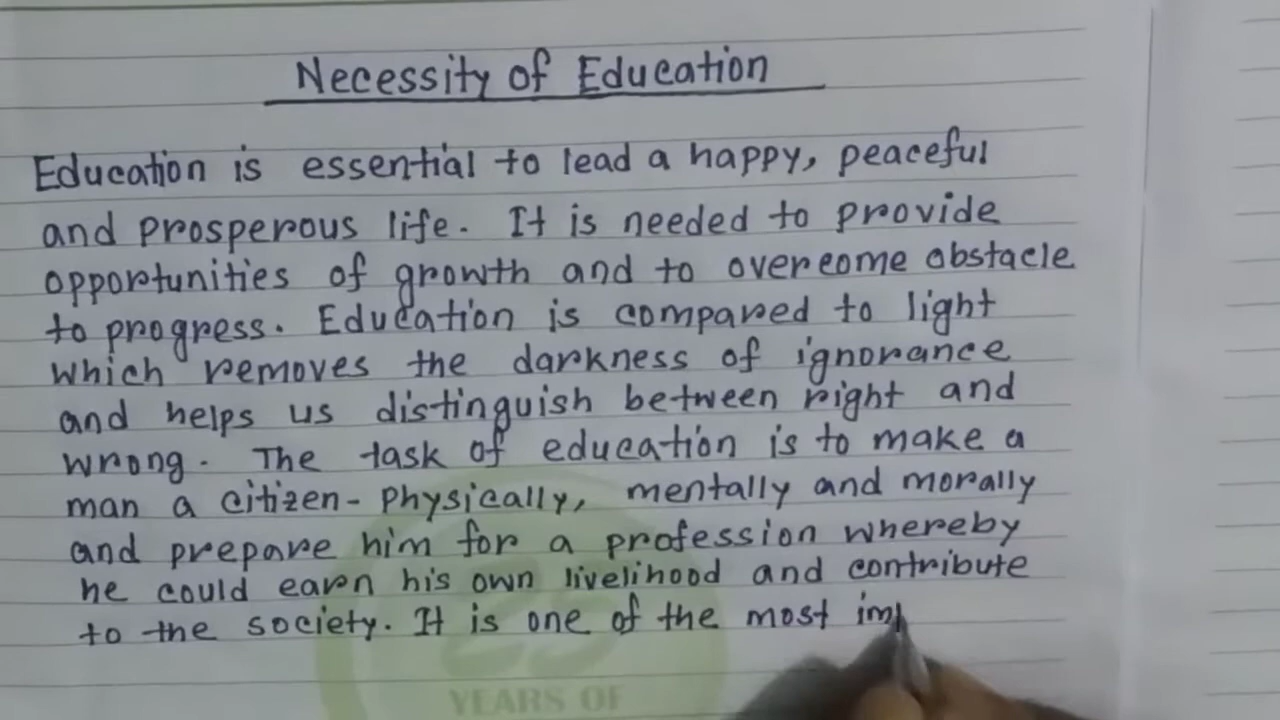 Necessity of Education
Education is essential to lead a happy, peaceful
and prosperous life. It is needed to provide
opportunities of growth and to overcome obstacle
to progress. Education is compared to light
which removes the darkness of ignorance
and helps us distinguish between right and
wrong. The task of education is to make a
man a citizen - physically, mentally and morally
and prepare him for a profession whereby
he could earn his own livelihood and contribute
to the society. It is one of the most imp
25
YEARS OF